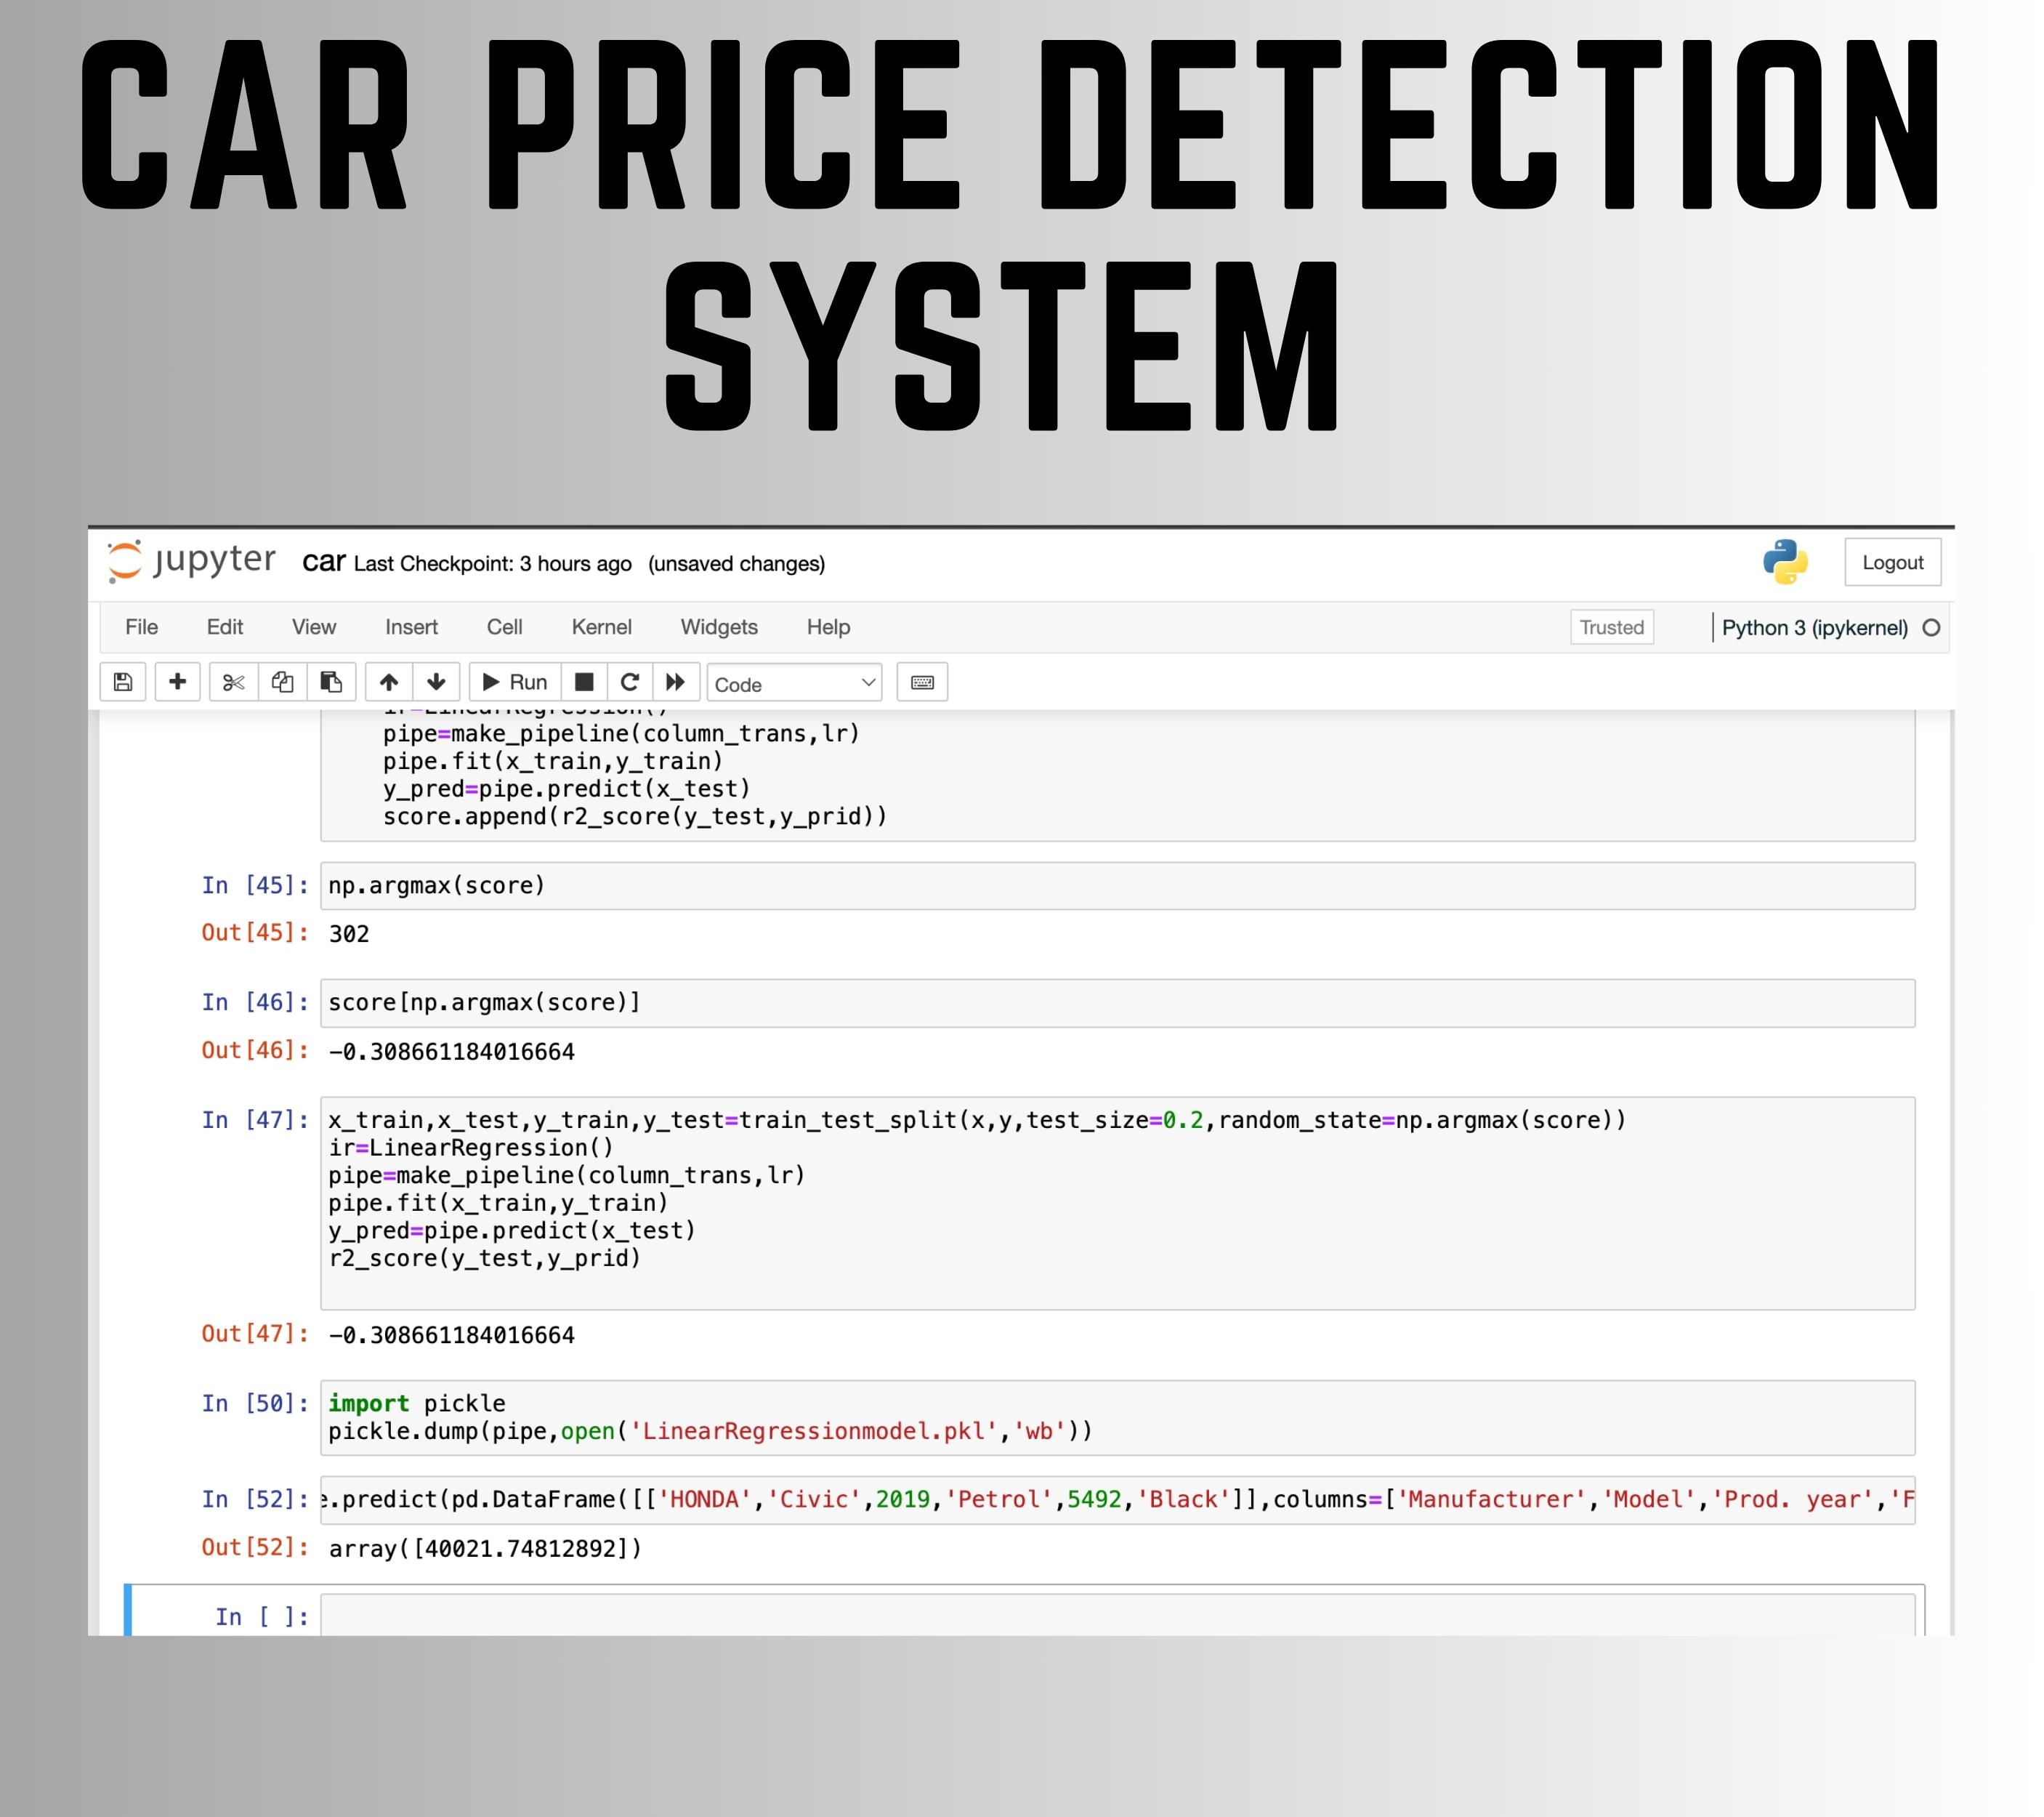 CAR PRICE DETECTION
SYSTEM
jupyter car Last Checkpoint: 3 hours ago (unsaved changes)
Logout
File Edit View Insert Cell Kernel Widgets Help
Trusted
Python 3 (ipykernel)
Run
Code
ir=LinearRegression()
pipe=make_pipeline(column_trans,lr)
pipe.fit(x_train,y_train)
y_pred=pipe.predict(x_test)
score.append(r2_score(y_test,y_prid))
In [45]: np.argmax(score)
Out[45]: 302
In [46]: score[np.argmax(score)]
Out[46]: -0.308661184016664
In [47]: x_train,x_test,y_train,y_test=train_test_split(x,y,test_size=0.2,random_state=np.argmax(score))
ir=LinearRegression()
pipe=make_pipeline(column_trans,lr)
pipe.fit(x_train,y_train)
y_pred=pipe.predict(x_test)
r2_score(y_test,y_prid)
Out[47]: -0.308661184016664
In [50]: import pickle
pickle.dump(pipe,open('LinearRegressionmodel.pkl','wb'))
In [52]: e.predict(pd.DataFrame([['HONDA','Civic',2019,'Petrol',5492,'Black']],columns=['Manufacturer','Model','Prod. year','F
Out[52]: array([40021.74812892])
In [ ]: